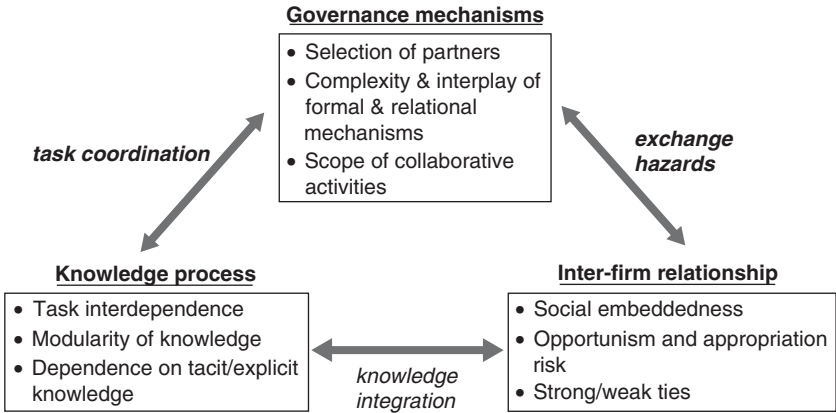 Governance mechanisms
• Selection of partners
• Complexity & interplay of
formal & relational
mechanisms
• Scope of collaborative
activities
task coordination
exchange
hazards
Knowledge process
• Task interdependence
• Modularity of knowledge
• Dependence on tacit/explicit
knowledge
knowledge
integration
Inter-firm relationship
• Social embeddedness
• Opportunism and appropriation
risk
• Strong/weak ties